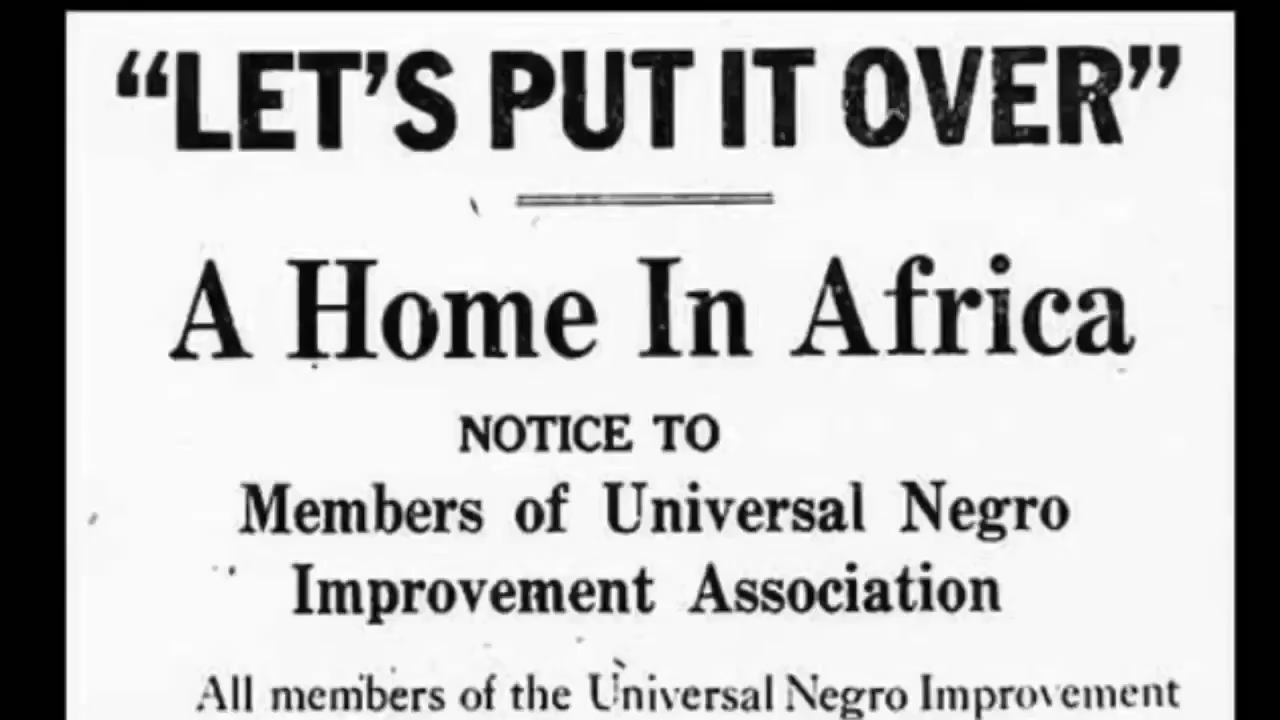 “LET’S PUT IT OVER”
A Home In Africa
NOTICE TO
Members of Universal Negro
Improvement Association
All members of the Universal Negro Improvement